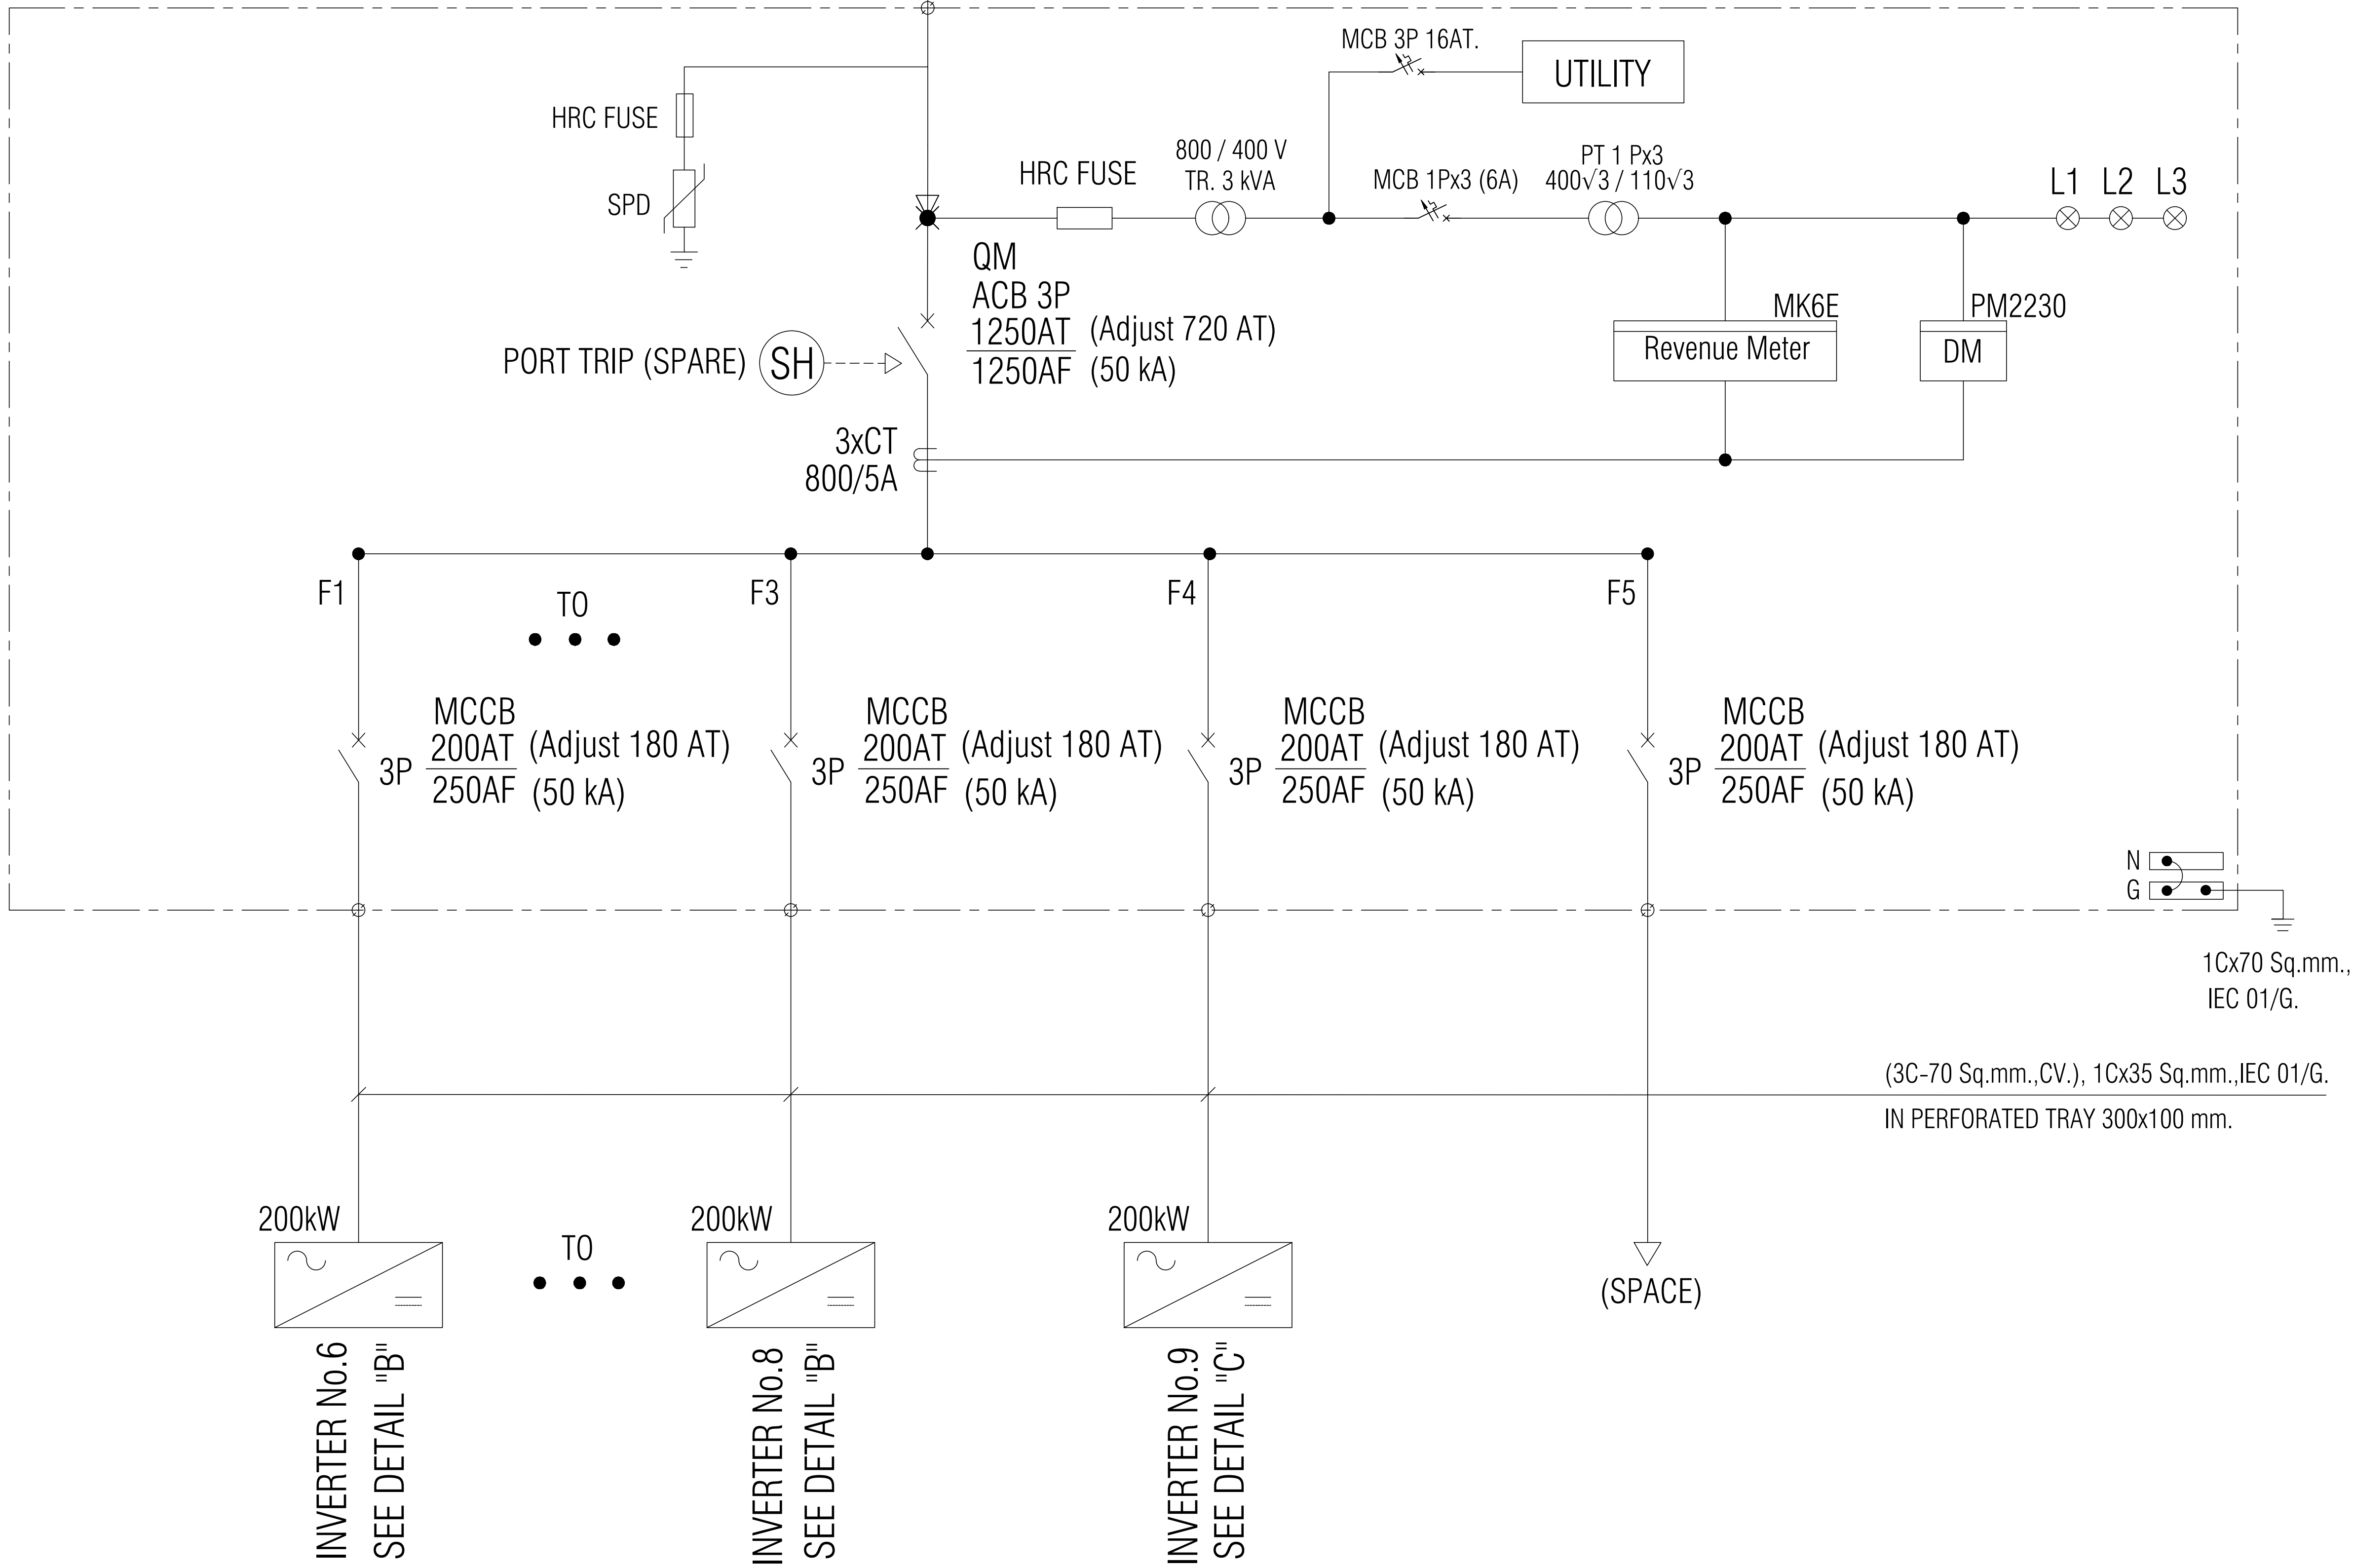 MCB 3P 16AT.
UTILITY
HRC FUSE
SPD
HRC FUSE
800 / 400 V
TR. 3 kVA
MCB 1Px3 (6A)
PT 1 Px3
400√3 / 110√3
L1 L2 L3
QM
ACB 3P
1250AT (Adjust 720 AT)
1250AF (50 kA)
PORT TRIP (SPARE) SH
MK6E
Revenue Meter
PM2230
DM
3xCT
800/5A
F1
TO
F3
F4
F5
MCCB
3P 200AT (Adjust 180 AT)
250AF (50 kA)
MCCB
3P 200AT (Adjust 180 AT)
250AF (50 kA)
MCCB
3P 200AT (Adjust 180 AT)
250AF (50 kA)
MCCB
3P 200AT (Adjust 180 AT)
250AF (50 kA)
N
G
1Cx70 Sq.mm.,
IEC 01/G.
(3C-70 Sq.mm.,CV.), 1Cx35 Sq.mm.,IEC 01/G.
IN PERFORATED TRAY 300x100 mm.
200kW
TO
200kW
200kW
(SPACE)
INVERTER No.6
SEE DETAIL "B"
INVERTER No.8
SEE DETAIL "B"
INVERTER No.9
SEE DETAIL "C"